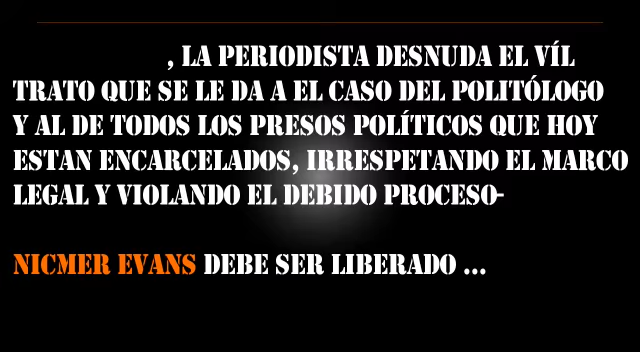 , LA PERIODISTA DESNUDA EL VÍL
TRATO QUE SE LE DA A EL CASO DEL POLITÓLOGO
Y AL DE TODOS LOS PRESOS POLÍTICOS QUE HOY
ESTAN ENCARCELADOS, IRRESPETANDO EL MARCO
LEGAL Y VIOLANDO EL DEBIDO PROCESO-
NICMER EVANS DEBE SER LIBERADO ...